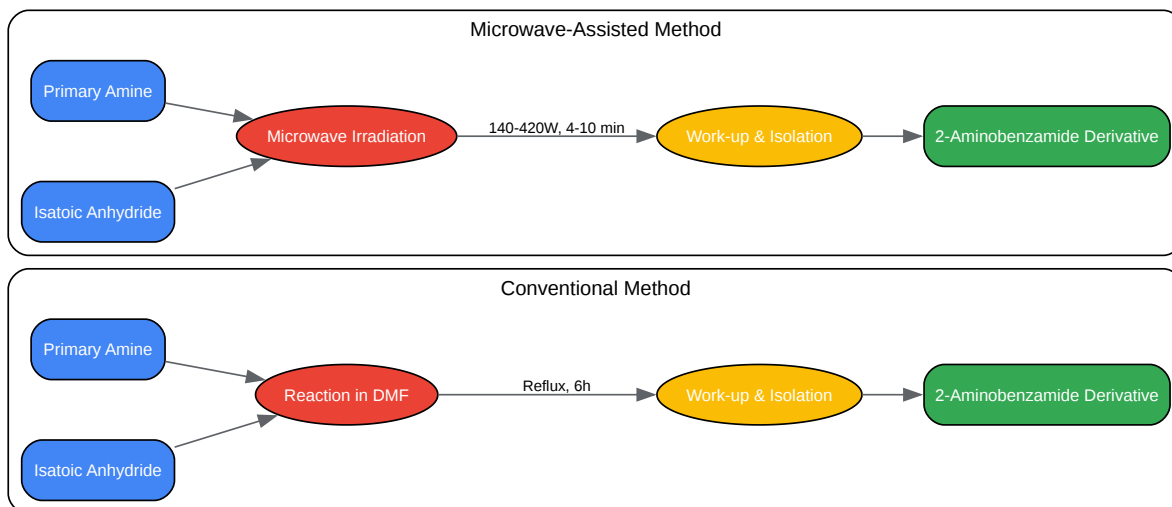 Microwave-Assisted Method
Primary Amine
Isatoic Anhydride
Microwave Irradiation
140-420W, 4-10 min
Work-up & Isolation
2-Aminobenzamide Derivative
Conventional Method
Primary Amine
Isatoic Anhydride
Reaction in DMF
Reflux, 6h
Work-up & Isolation
2-Aminobenzamide Derivative